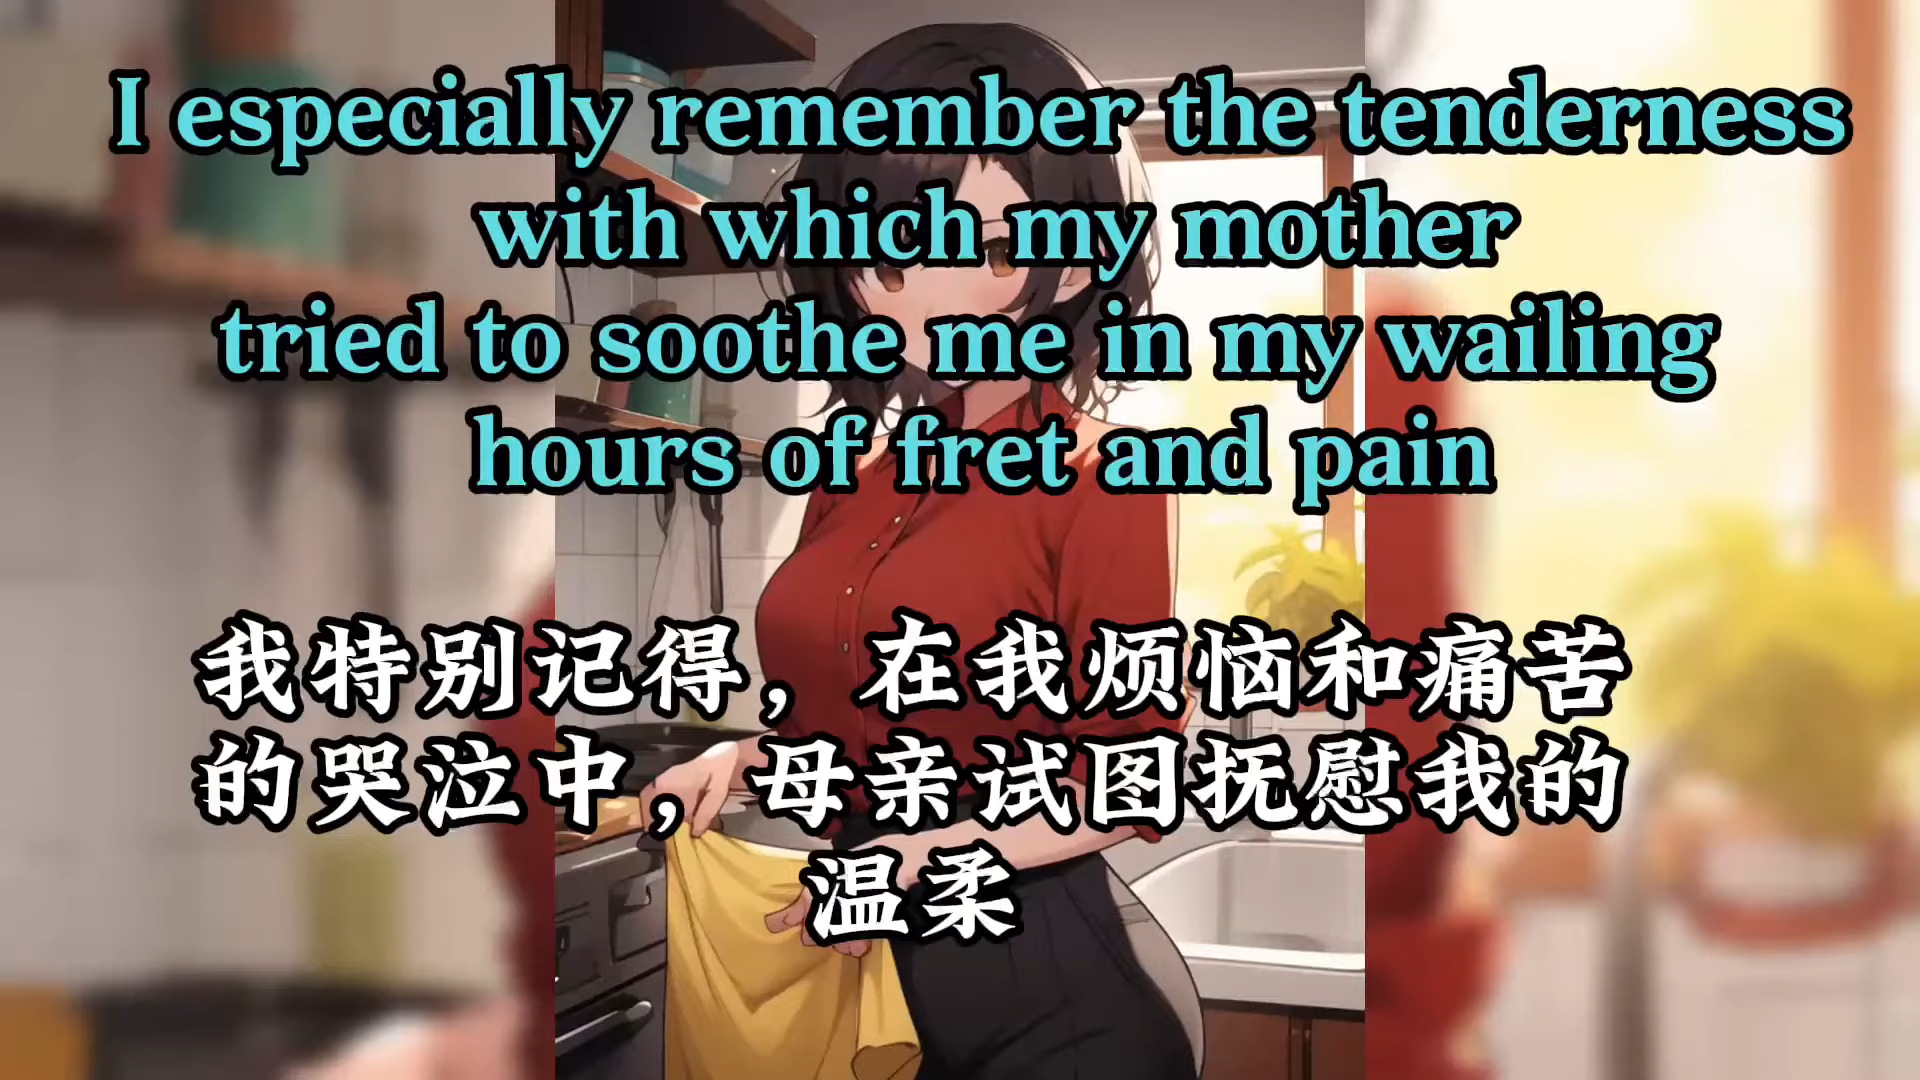 I especially remember the tenderness
with which my mother
tried to soothe me in my wailing
hours of fret and pain
我特别记得，在我烦恼和痛苦
的哭泣中，母亲试图抚慰我的
温柔